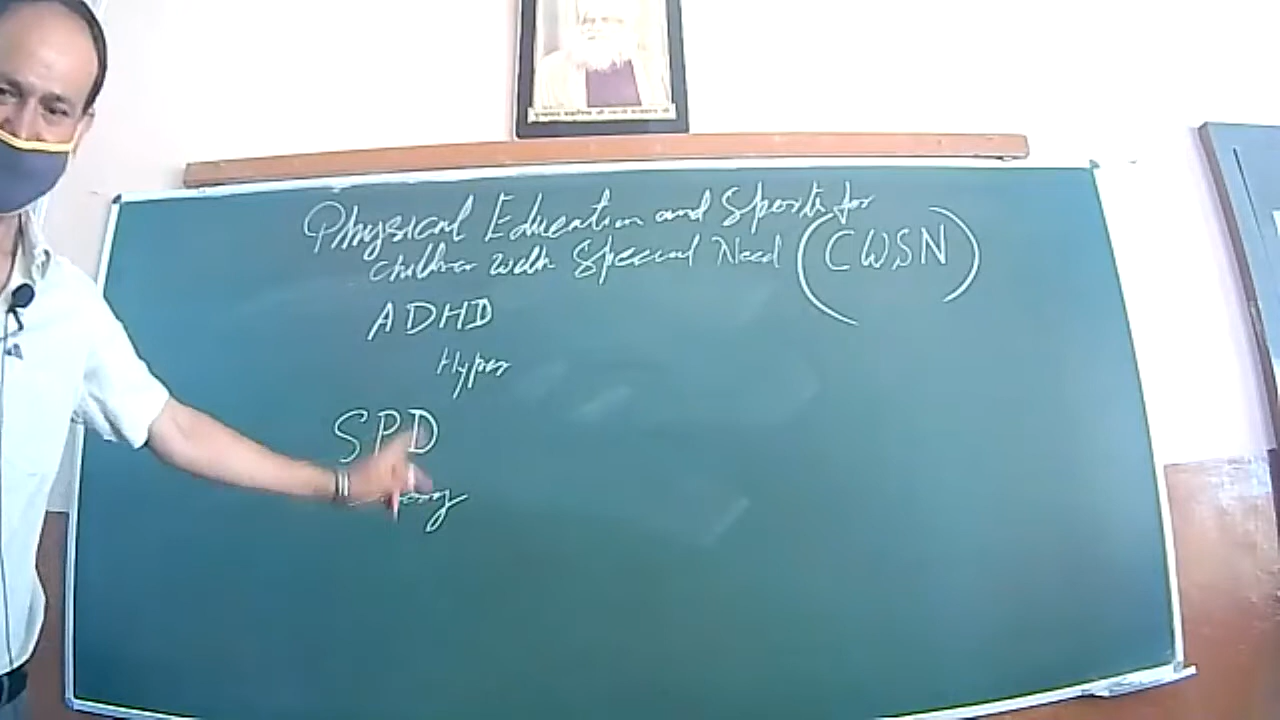 Physical Education and Sports for
Children with Special Need (CWSN)
ADHD
Hyper
SPD